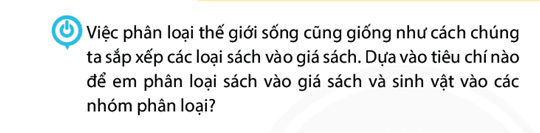 Việc phân loại thế giới sống cũng giống như cách chúng
ta sắp xếp các loại sách vào giá sách. Dựa vào tiêu chí nào
để em phân loại sách vào giá sách và sinh vật vào các
nhóm phân loại?